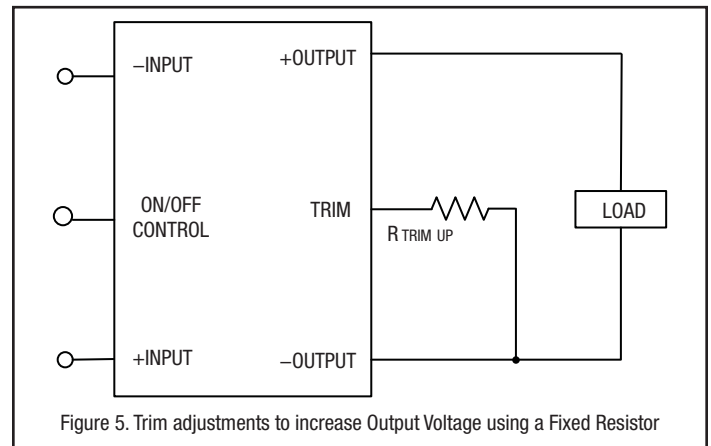 –INPUT
+OUTPUT
ON/OFF
CONTROL
TRIM
R TRIM UP
LOAD
+INPUT
–OUTPUT
Figure 5. Trim adjustments to increase Output Voltage using a Fixed Resistor